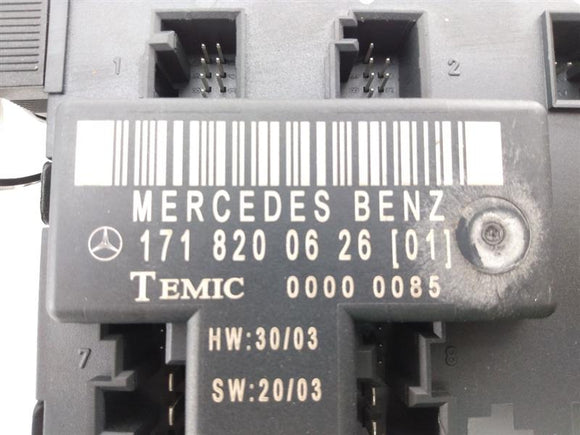 1 2
MERCEDES BENZ
171 820 06 26 [01]
TEMIC 0000 0085
7 HW:30/03 8
SW:20/03